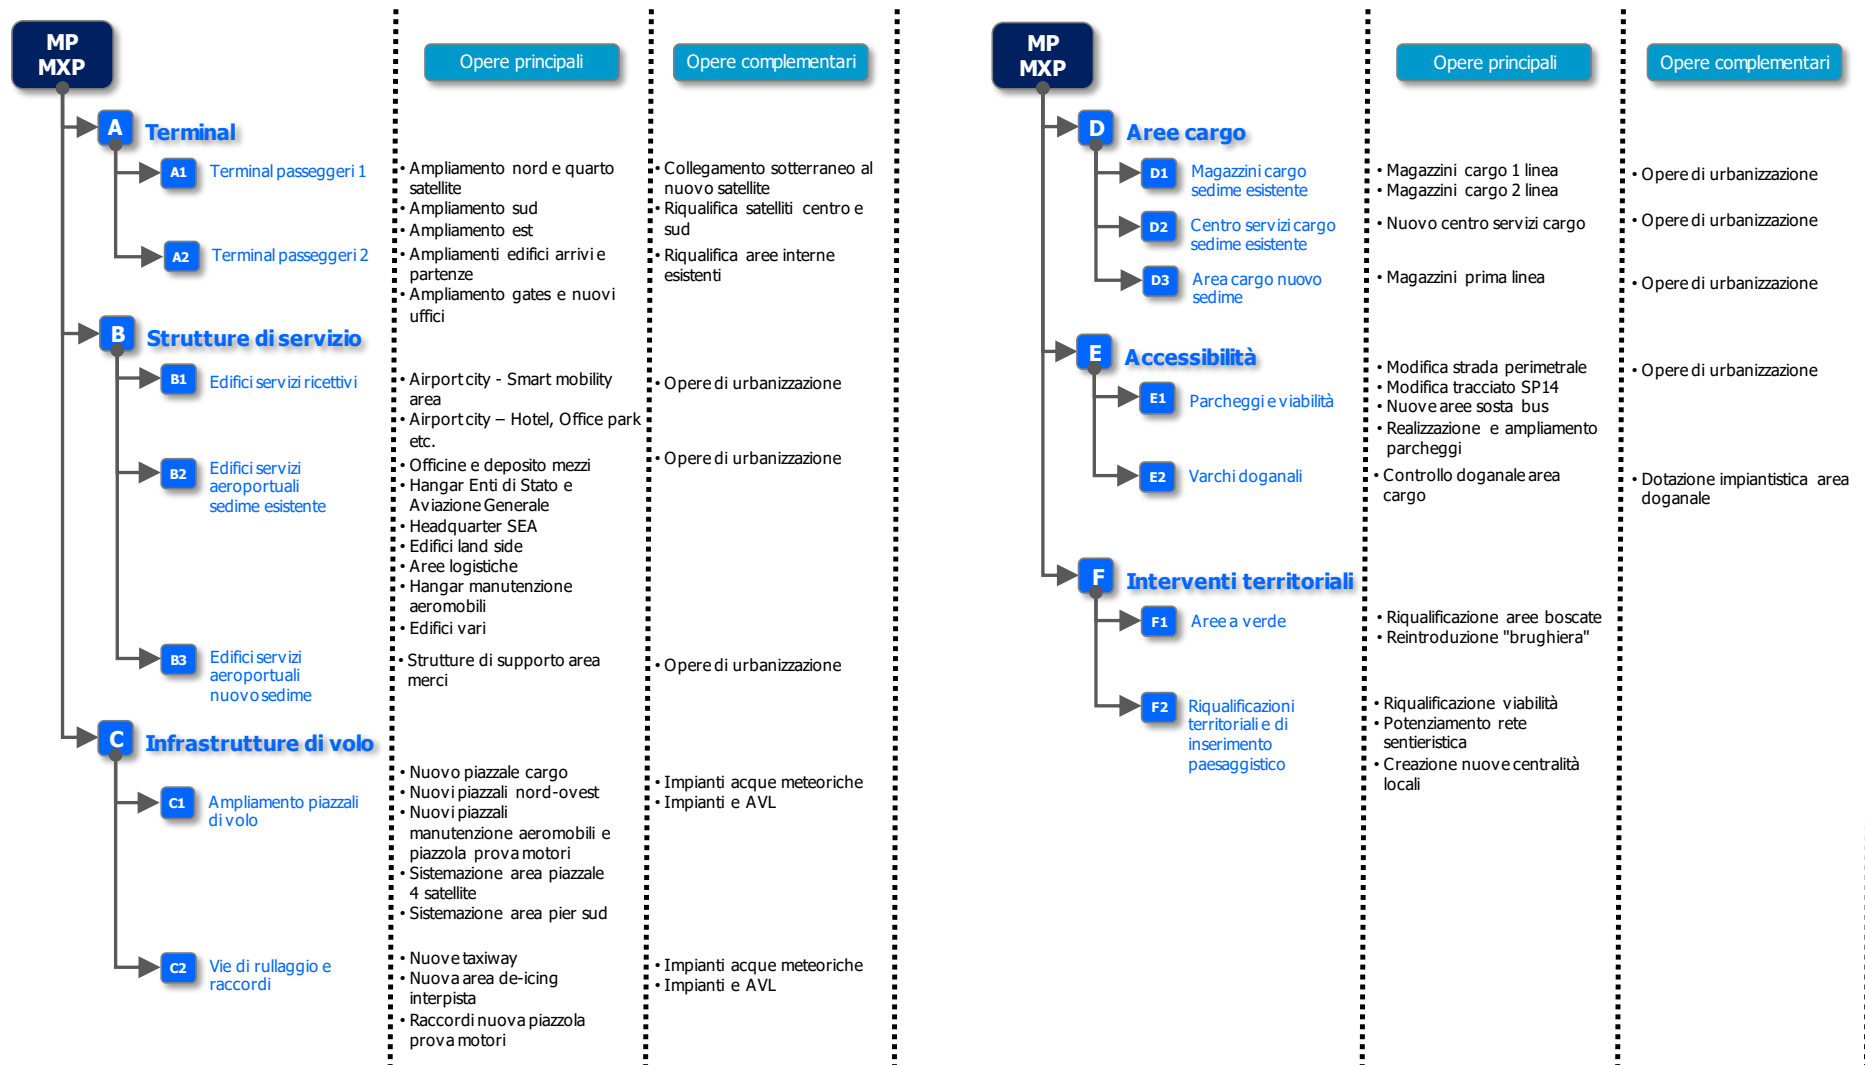 MP
MXP
Opere principali
Opere complementari
A
Terminal
A1
Terminal passeggeri 1
• Ampliamento nord e quarto
satellite
• Ampliamento sud
• Ampliamento est
• Collegamento sotterraneo al
nuovo satellite
• Riqualifica satelliti centro e
sud
A2
Terminal passeggeri 2
• Ampliamenti edifici arrivi e
partenze
• Ampliamento gates e nuovi
uffici
• Riqualifica aree interne
esistenti
B
Strutture di servizio
B1
Edifici servizi ricettivi
• Airport city - Smart mobility
area
• Airport city – Hotel, Office park
etc.
• Opere di urbanizzazione
B2
Edifici servizi
aeroportuali
sedime esistente
• Officine e deposito mezzi
• Hangar Enti di Stato e
Aviazione Generale
• Headquarter SEA
• Edifici land side
• Aree logistiche
• Hangar manutenzione
aeromobili
• Edifici vari
• Opere di urbanizzazione
B3
Edifici servizi
aeroportuali
nuovo sedime
• Strutture di supporto area
merci
• Opere di urbanizzazione
C
Infrastrutture di volo
C1
Ampliamento piazzali
di volo
• Nuovo piazzale cargo
• Nuovi piazzali nord-ovest
• Nuovi piazzali
manutenzione aeromobili e
piazzola prova motori
• Sistemazione area piazzale
4 satellite
• Sistemazione area pier sud
• Impianti acque meteoriche
• Impianti e AVL
C2
Vie di rullaggio e
raccordi
• Nuove taxiway
• Nuova area de-icing
interpista
• Raccordi nuova piazzola
prova motori
• Impianti acque meteoriche
• Impianti e AVL
MP
MXP
Opere principali
Opere complementari
D
Aree cargo
D1
Magazzini cargo
sedime esistente
• Magazzini cargo 1 linea
• Magazzini cargo 2 linea
• Opere di urbanizzazione
D2
Centro servizi cargo
sedime esistente
• Nuovo centro servizi cargo
• Opere di urbanizzazione
D3
Area cargo nuovo
sedime
• Magazzini prima linea
• Opere di urbanizzazione
E
Accessibilità
E1
Parcheggi e viabilità
• Modifica strada perimetrale
• Modifica tracciato SP14
• Nuove aree sosta bus
• Realizzazione e ampliamento
parcheggi
• Opere di urbanizzazione
E2
Varchi doganali
• Controllo doganale area
cargo
• Dotazione impiantistica area
doganale
F
Interventi territoriali
F1
Aree a verde
• Riqualificazione aree boscate
• Reintroduzione "brughiera"
F2
Riqualificazioni
territoriali e di
inserimento
paesaggistico
• Riqualificazione viabilità
• Potenziamento rete
sentieristica
• Creazione nuove centralità
locali